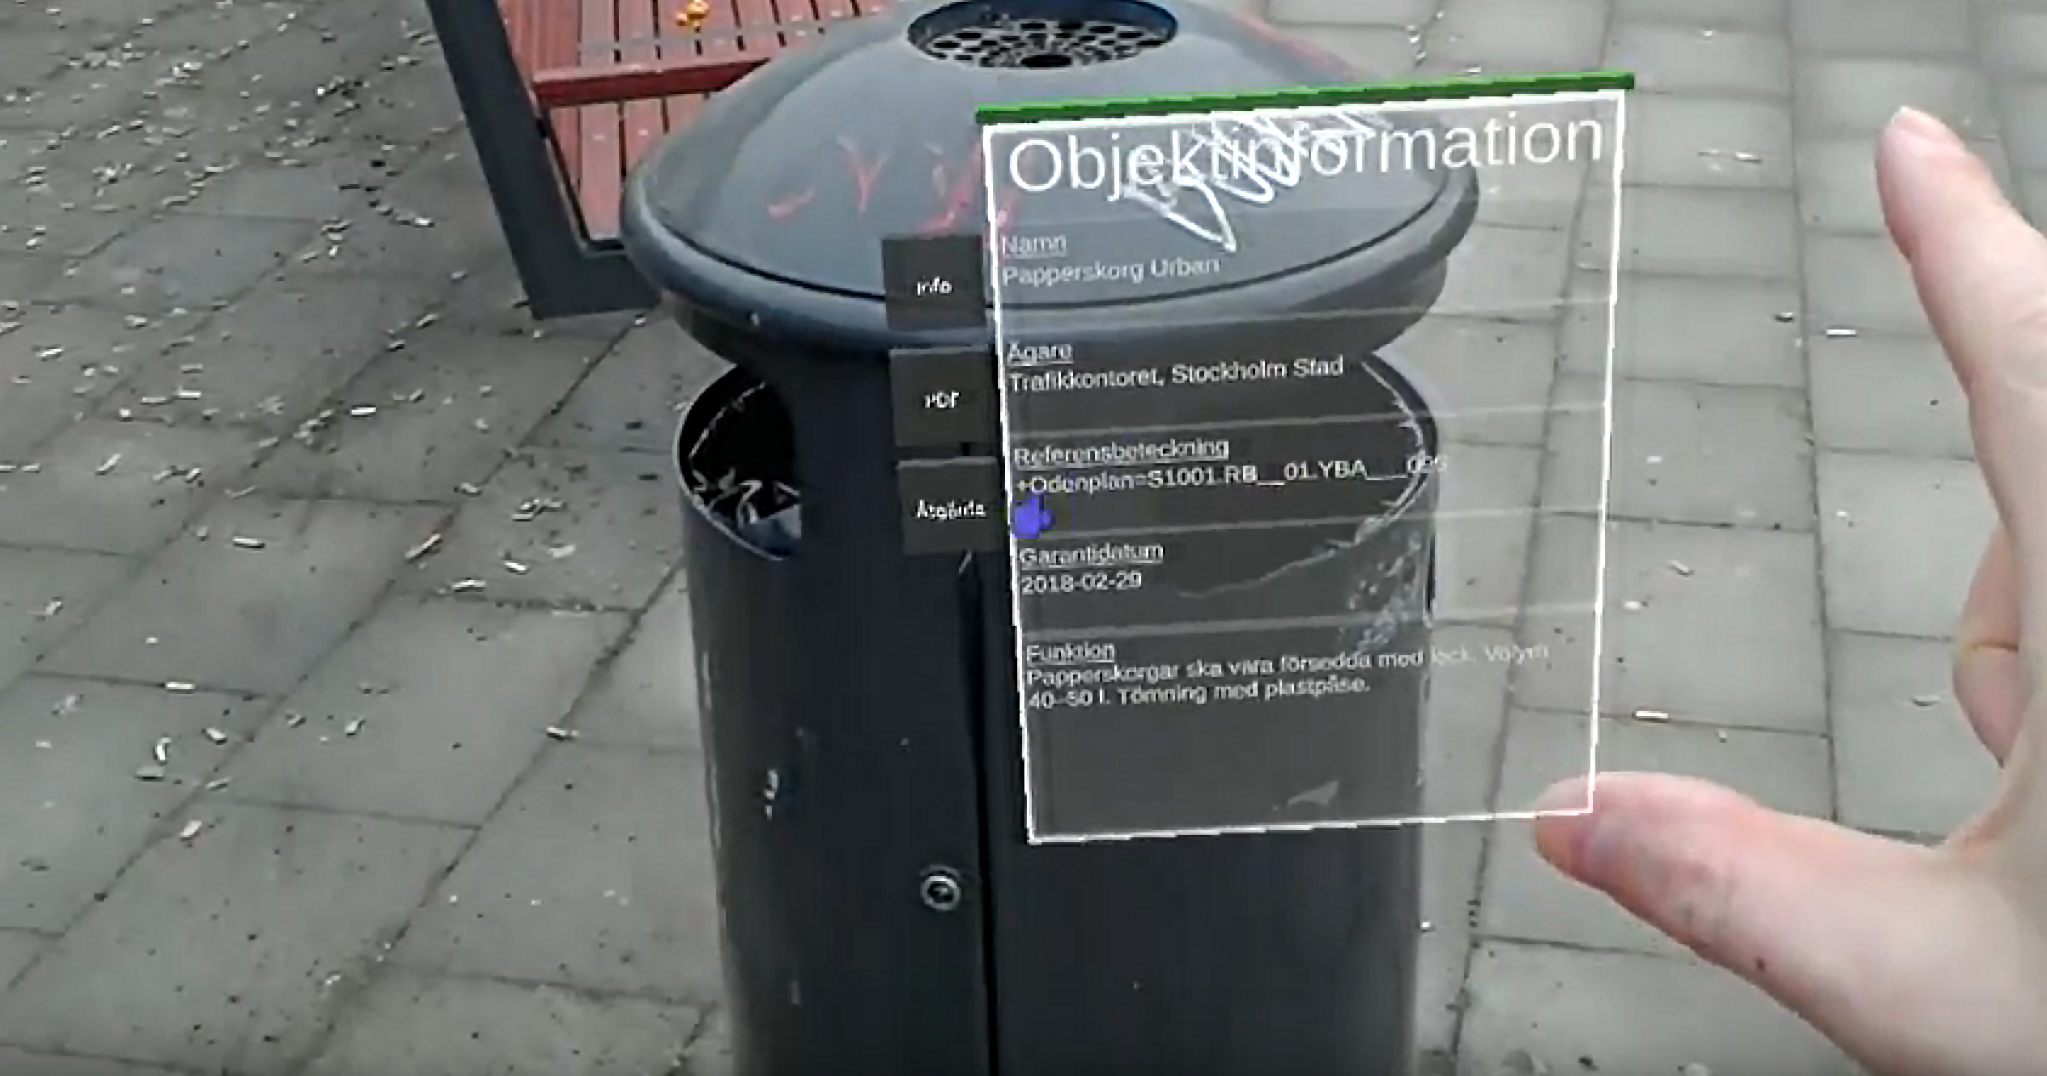 Objektinformation
Namn
Papperskorg Urban
info
Ägare
Trafikkontoret, Stockholm Stad
PDF
Referensbeteckning
+Odenplan=S1001.RB__01.YBA___009
Åtgärda
Garantidatum
2018-02-29
Funktion
Papperskorgar ska vara försedda med lock. Volym
40-50 l. Tömning med plastpåse.